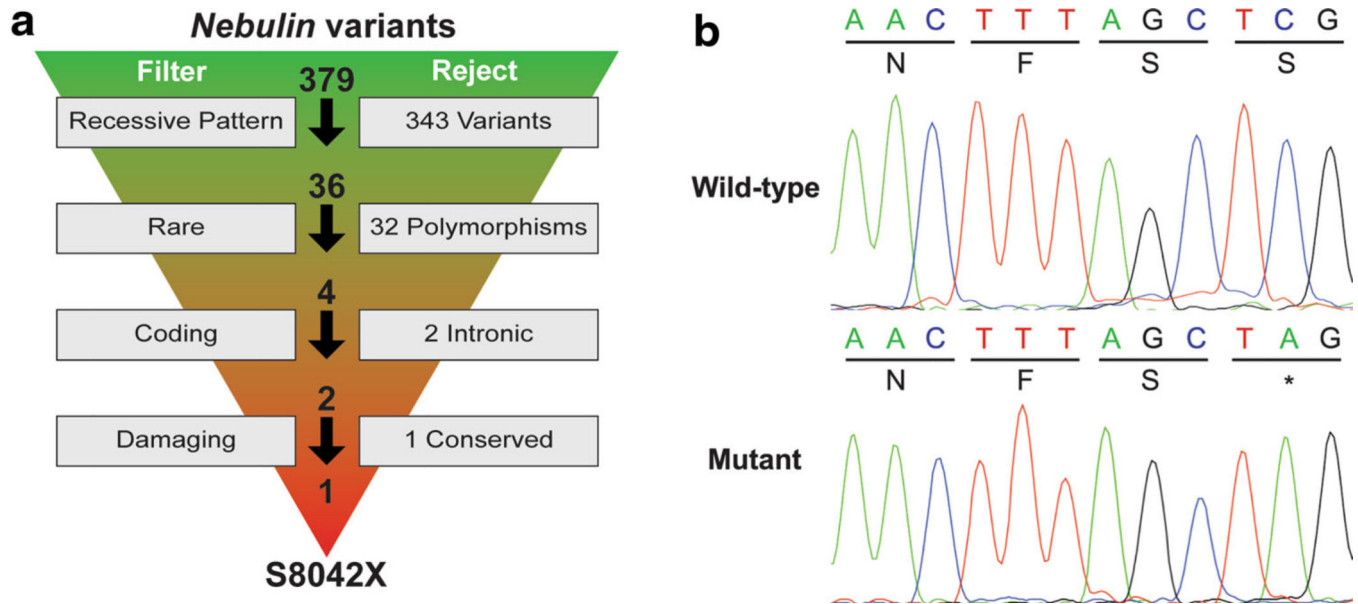 a
Nebulin variants
Filter 379 Reject
Recessive Pattern 343 Variants
36
Rare 32 Polymorphisms
4
Coding 2 Intronic
2
Damaging 1 Conserved
1
S8042X
b
A A C T T T A G C T C G
N F S S
Wild-type
A A C T T T A G C T A G
N F S *
Mutant